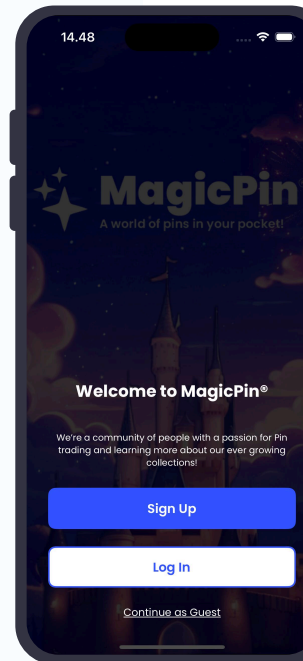 14.48
MagicPin
A world of pins in your pocket!
Welcome to MagicPin®
We're a community of people with a passion for Pin
trading and learning more about our ever growing
collections!
Sign Up
Log In
Continue as Guest